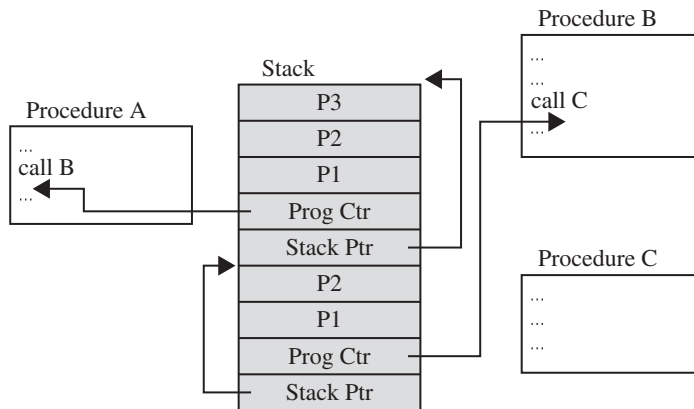 Procedure A
...
call B
...
Stack
P3
P2
P1
Prog Ctr
Stack Ptr
P2
P1
Prog Ctr
Stack Ptr
Procedure B
...
...
call C
...
Procedure C
...
...
...